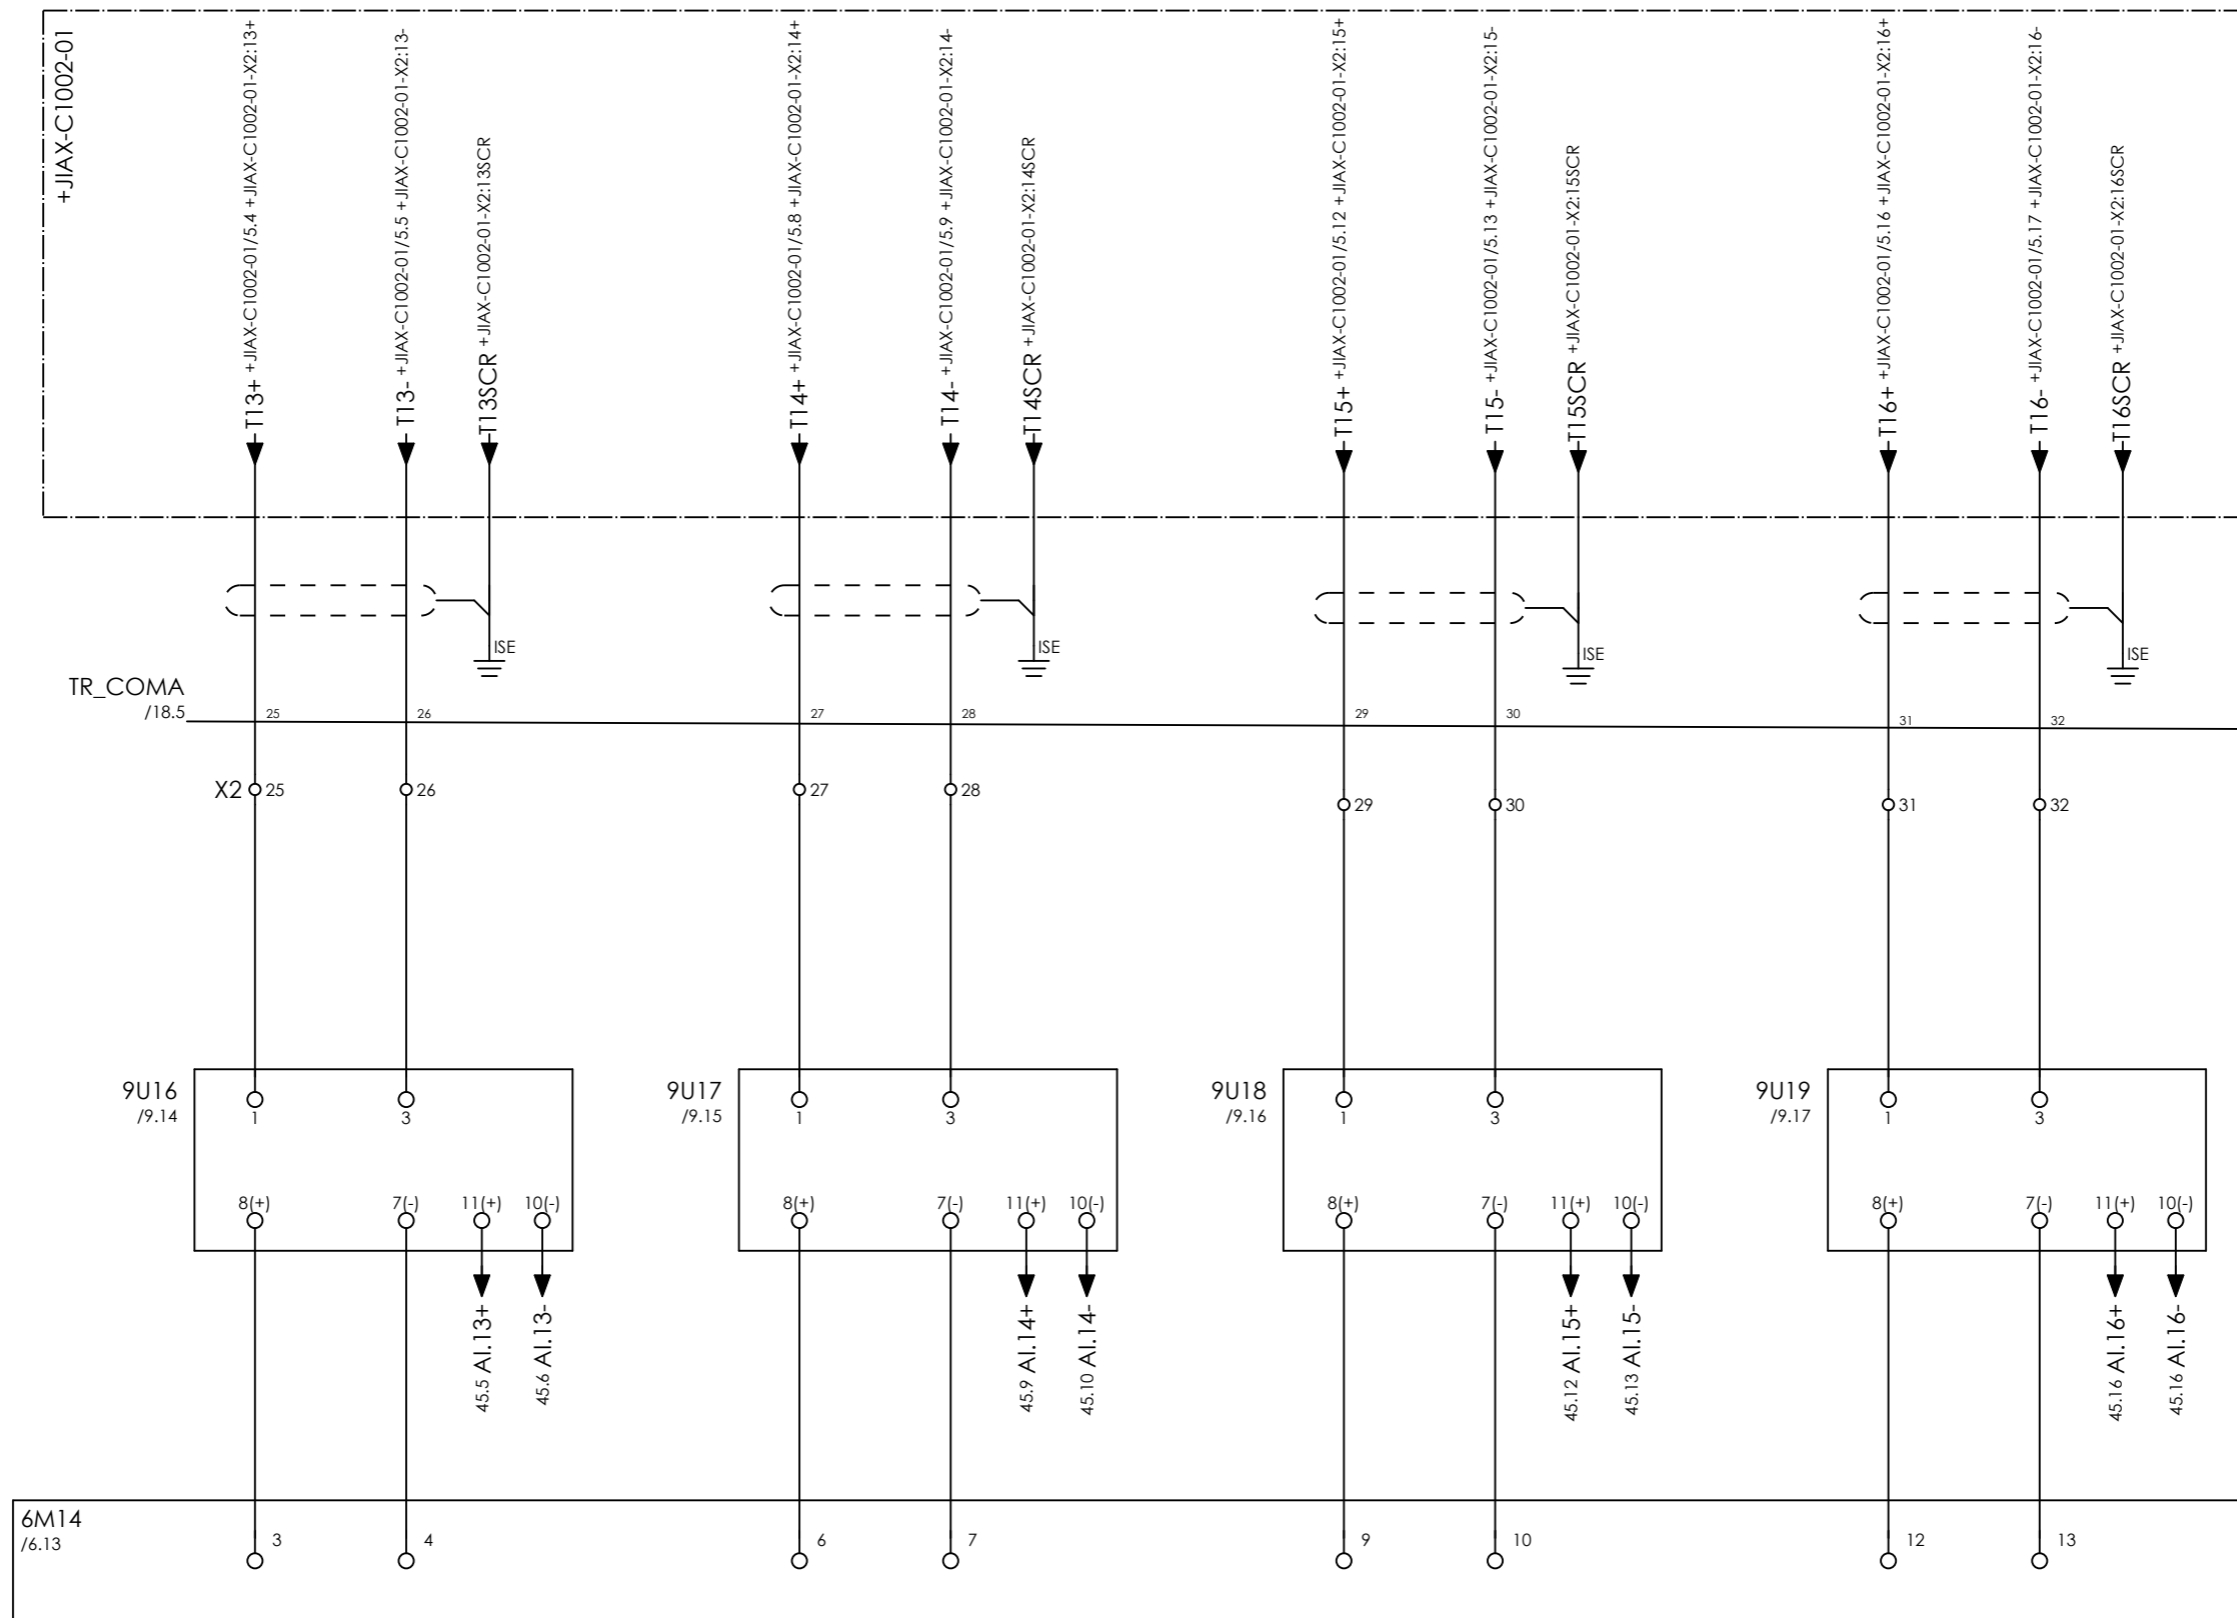 +JIAX-C1002-01
T13+ +JIAX-C1002-01/5.4 +JIAX-C1002-01-X2:13+
T13- +JIAX-C1002-01/5.5 +JIAX-C1002-01-X2:13-
T13SCR +JIAX-C1002-01-X2:13SCR
T14+ +JIAX-C1002-01/5.8 +JIAX-C1002-01-X2:14+
T14- +JIAX-C1002-01/5.9 +JIAX-C1002-01-X2:14-
T14SCR +JIAX-C1002-01-X2:14SCR
T15+ +JIAX-C1002-01/5.12 +JIAX-C1002-01-X2:15+
T15- +JIAX-C1002-01/5.13 +JIAX-C1002-01-X2:15-
T15SCR +JIAX-C1002-01-X2:15SCR
T16+ +JIAX-C1002-01/5.16 +JIAX-C1002-01-X2:16+
T16- +JIAX-C1002-01/5.17 +JIAX-C1002-01-X2:16-
T16SCR +JIAX-C1002-01-X2:16SCR
ISE ISE ISE ISE
TR_COMA
/18.5 25 26 27 28 29 30 31 32
X2 25 26 27 28 29 30 31 32
9U16
/9.14
1 3
8(+) 7(-) 11(+) 10(-)
45.5 AI.13+
45.6 AI.13-
9U17
/9.15
1 3
8(+) 7(-) 11(+) 10(-)
45.9 AI.14+
45.10 AI.14-
9U18
/9.16
1 3
8(+) 7(-) 11(+) 10(-)
45.12 AI.15+
45.13 AI.15-
9U19
/9.17
1 3
8(+) 7(-) 11(+) 10(-)
45.16 AI.16+
45.16 AI.16-
6M14
/6.13
3 4 6 7 9 10 12 13